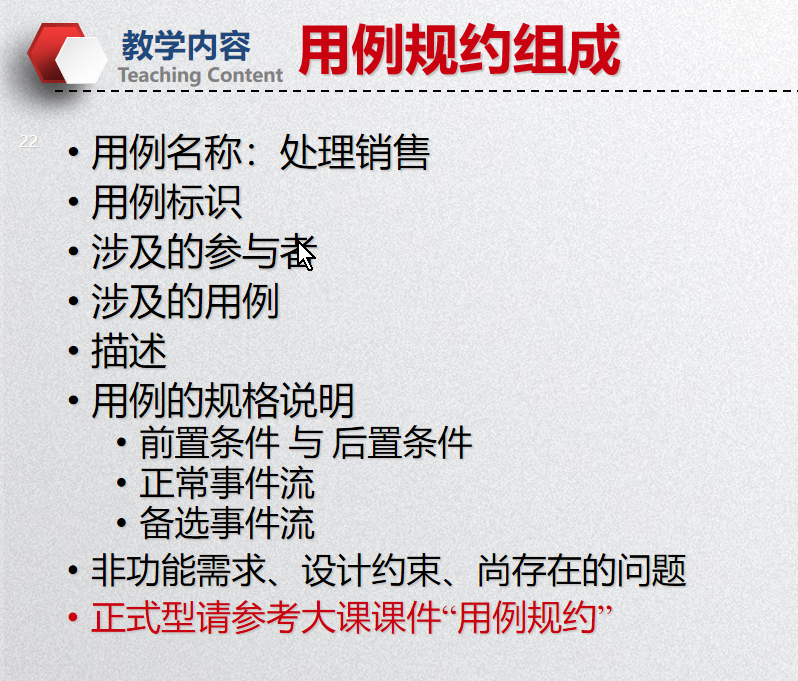 教学内容
Teaching Content
用例规约组成
22
• 用例名称：处理销售
• 用例标识
• 涉及的参与者
• 涉及的用例
• 描述
• 用例的规格说明
• 前置条件 与 后置条件
• 正常事件流
• 备选事件流
• 非功能需求、设计约束、尚存在的问题
• 正式型请参考大课课件“用例规约”